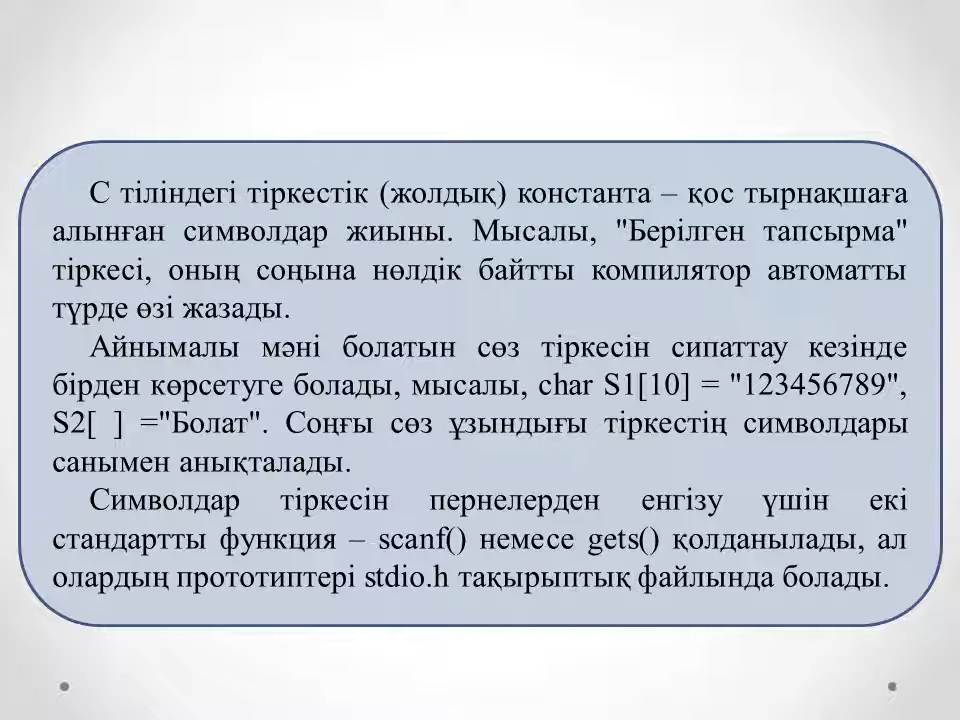 С тіліндегі тіркестік (жолдық) константа – қос тырнақшаға
алынған символдар жиыны. Мысалы, "Берілген тапсырма"
тіркесі, оның соңына нөлдік байтты компилятор автоматты
түрде өзі жазады.
Айнымалы мәні болатын сөз тіркесін сипаттау кезінде
бірден көрсетуге болады, мысалы, char S1[10] = "123456789",
S2[ ] ="Болат". Соңғы сөз ұзындығы тіркестің символдары
санымен анықталады.
Символдар тіркесін пернелерден енгізу үшін екі
стандартты функция – scanf() немесе gets() қолданылады, ал
олардың прототиптері stdio.h тақырыптық файлында болады.